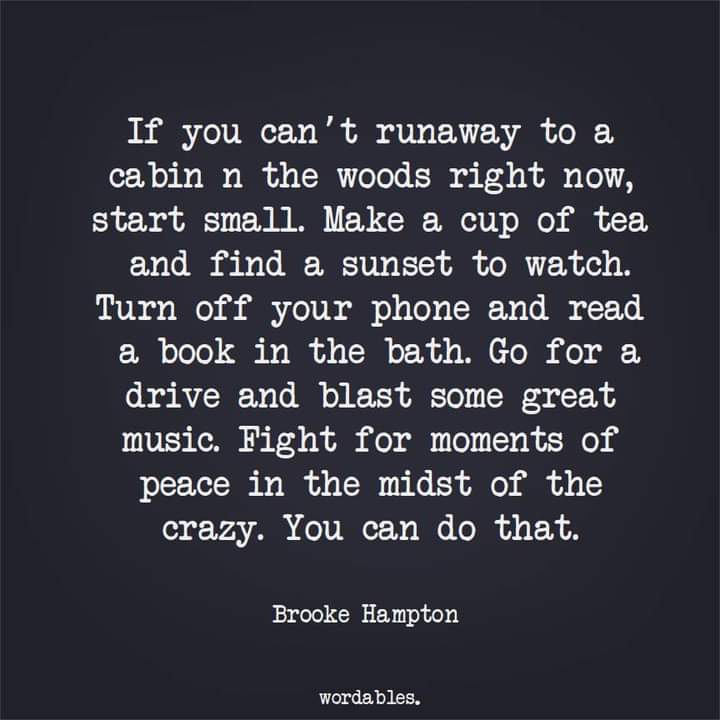 If you can't runaway to a
cabin n the woods right now,
start small. Make a cup of tea
and find a sunset to watch.
Turn off your phone and read
a book in the bath. Go for a
drive and blast some great
music. Fight for moments of
peace in the midst of the
crazy. You can do that.
Brooke Hampton
wordables.